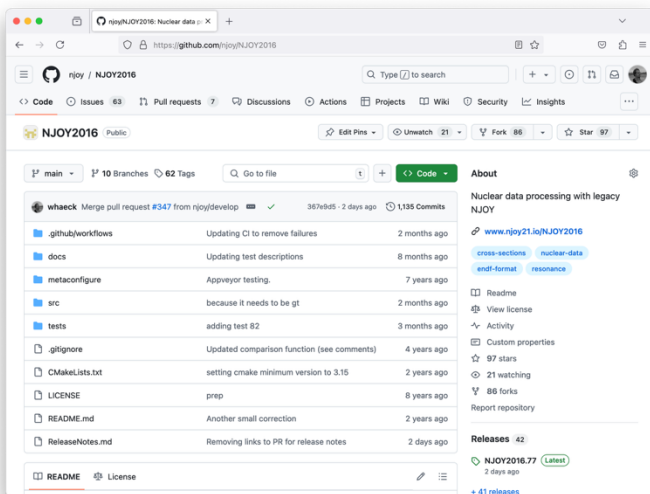 njoy/NJOY2016: Nuclear data p
https://github.com/njoy/NJOY2016
njoy / NJOY2016
Type / to search
Code Issues 63 Pull requests 7 Discussions Actions Projects Wiki Security Insights
NJOY2016 Public
Edit Pins Unwatch 21 Fork 86 Star 97
main 10 Branches 62 Tags Go to file t Code
About
Nuclear data processing with legacy
NJOY
www.njoy21.io/NJOY2016
cross-sections nuclear-data
endf-format resonance
Readme
View license
Activity
Custom properties
97 stars
21 watching
86 forks
Report repository
Releases 42
NJOY2016.77 Latest
2 days ago
+ 41 releases
whaeck Merge pull request #347 from njoy/develop 367e9d5 · 2 days ago 1,135 Commits
.github/workflows Updating CI to remove failures 2 months ago
docs Updating test descriptions 8 months ago
metaconfigure Appveyor testing. 7 years ago
src because it needs to be gt 2 months ago
tests adding test 82 3 months ago
.gitignore Updated comparison function (see comments) 4 years ago
CMakeLists.txt setting cmake minimum version to 3.15 2 years ago
LICENSE prep 8 years ago
README.md Another small correction 2 years ago
ReleaseNotes.md Removing links to PR for release notes 2 days ago
README License